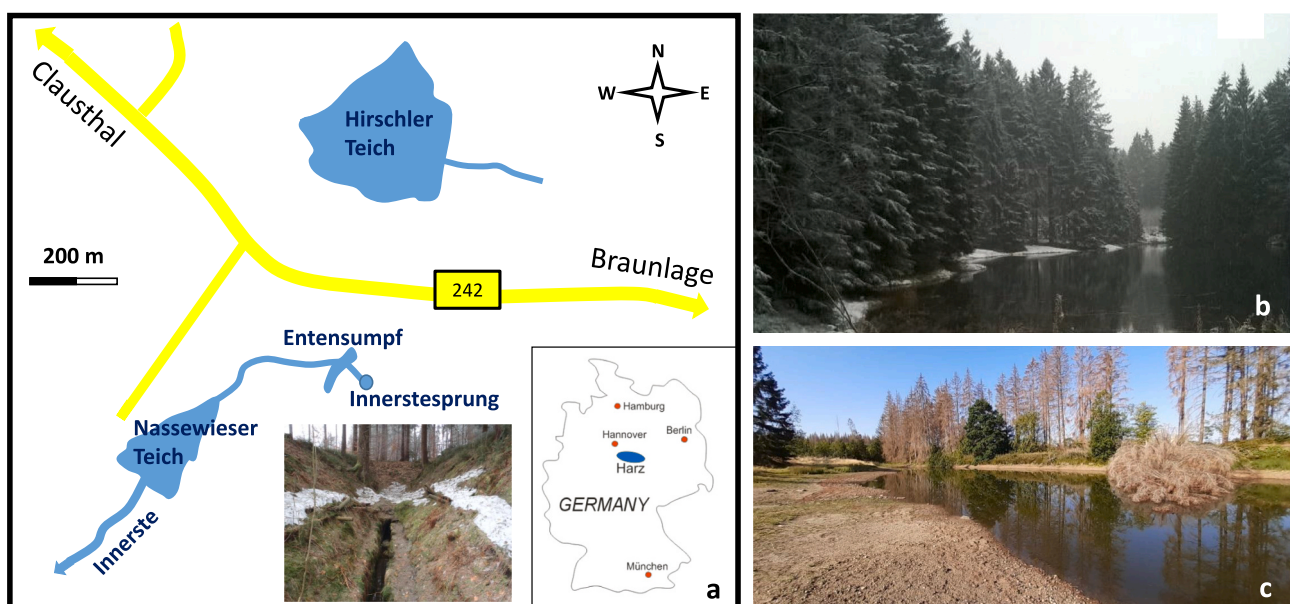 Clausthal
Hirschler
Teich
N
W
E
S
200 m
Braunlage
242
Entensumpf
Innerstesprung
Nassewieser
Teich
Innerste
Hamburg
Hannover
Berlin
Harz
GERMANY
München
a
b
c